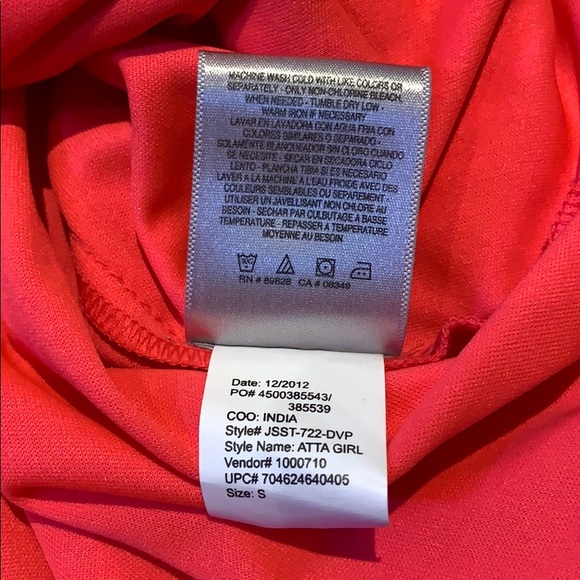 MACHINE WASH COLD WITH LIKE COLORS OR
SEPARATELY - ONLY NON-CHLORINE BLEACH,
WHEN NEEDED - TUMBLE DRY LOW -
WARM IRON IF NECESSARY
LAVAR EN LAVADORA CON AGUA FRIA CON
COLORES SIMILARES O SEPARADO -
SOLAMENTE BLANQUEADOR SIN CLORO CUANDO
SE NECESITE - SECAR EN SECADORA CICLO
LENTO - PLANCHA TIBIA SI ES NECESARIO
LAVER A LA MACHINE A L'EAU FROIDE AVEC DES
COULEURS SEMBLABLES OU SEPAREMENT
UTILISER UN JAVELLISANT NON CHLORE AU
BESOIN - SECHAR PAR CULBUTAGE A BASSE
TEMPERATURE - REPASSER A TEMPERATURE
MOYENNE AU BESOIN
RN # 89828 CA # 08349
Date: 12/2012
PO# 4500385543/
385539
COO: INDIA
Style# JSST-722-DVP
Style Name: ATTA GIRL
Vendor# 1000710
UPC# 704624640405
Size: S